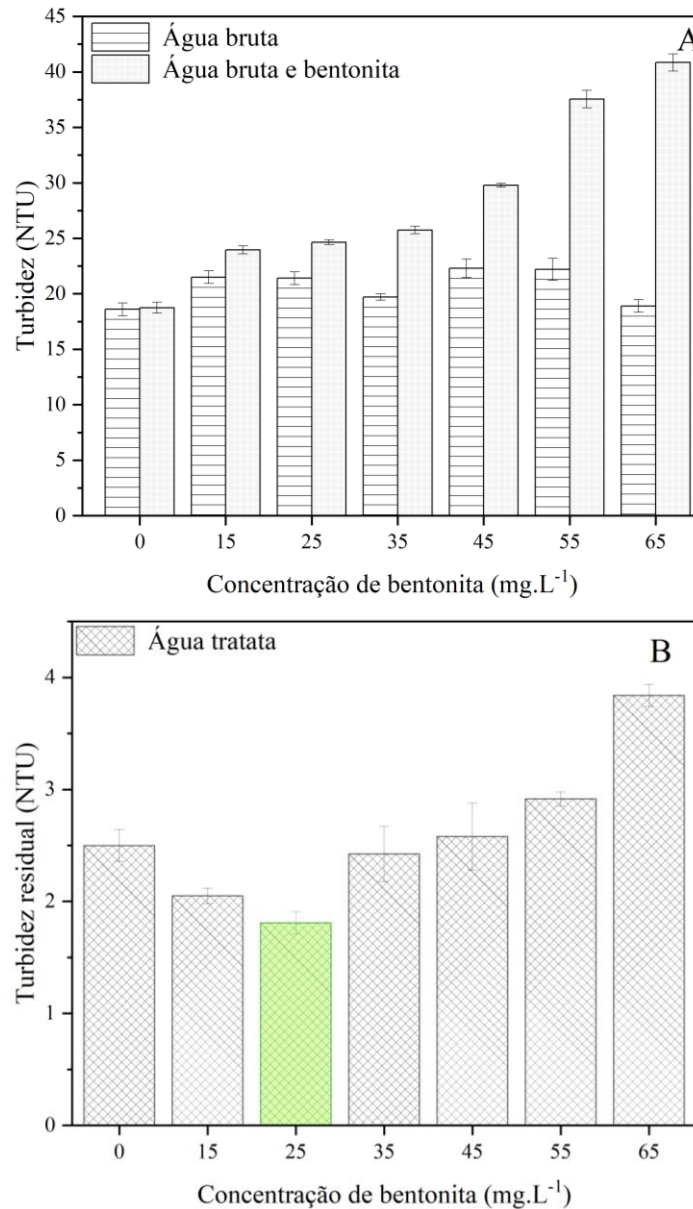 45
40
35
30
25
20
15
10
5
0
Turbidez (NTU)
Água bruta
Água bruta e bentonita
A
0 15 25 35 45 55 65
Concentração de bentonita (mg.L⁻¹)
4
3
2
1
0
Turbidez residual (NTU)
Água tratata
B
0 15 25 35 45 55 65
Concentração de bentonita (mg.L⁻¹)